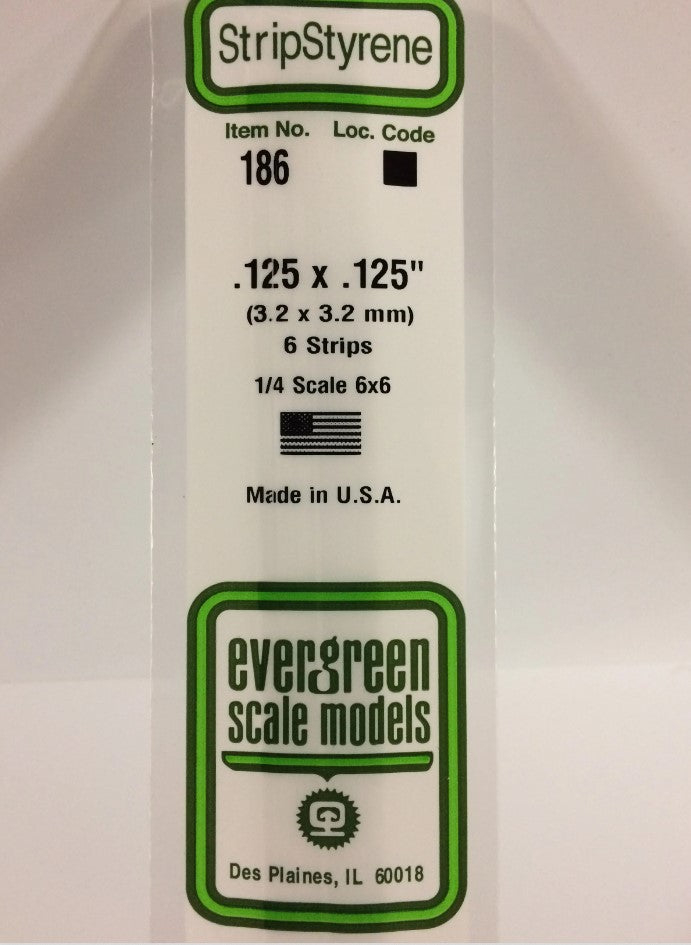 StripStyrene
Item No. Loc. Code
186
.125 x .125"
(3.2 x 3.2 mm)
6 Strips
1/4 Scale 6x6
Made in U.S.A.
evergreen
scale models
Des Plaines, IL 60018